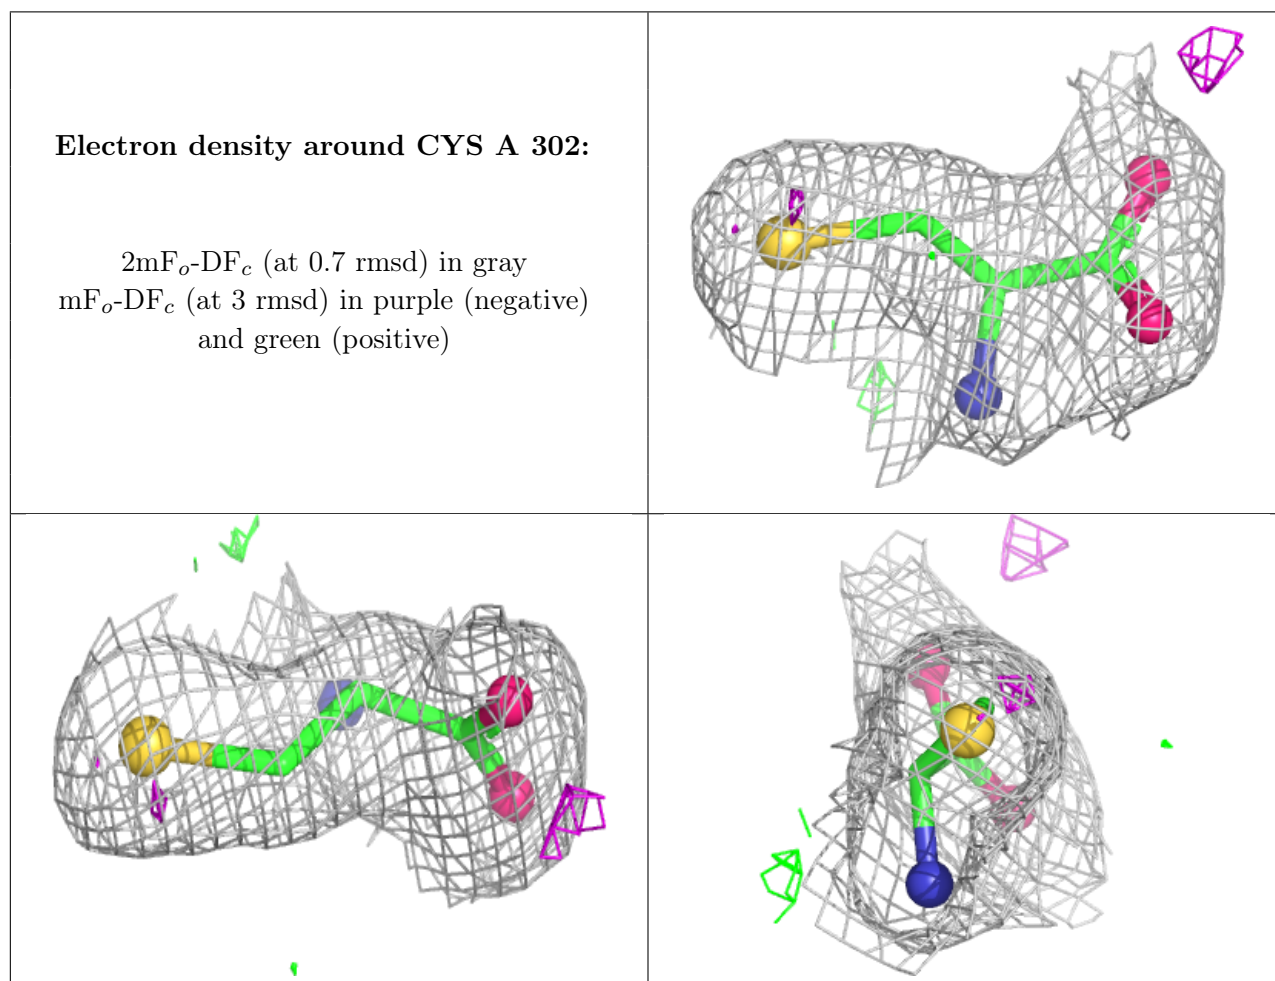 Electron density around CYS A 302:
2mFₒ-DF𝒸 (at 0.7 rmsd) in gray
mFₒ-DF𝒸 (at 3 rmsd) in purple (negative)
and green (positive)